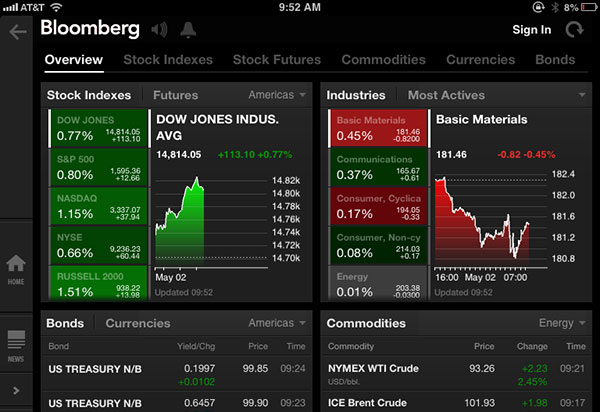 AT&T 9:52 AM 8%
Bloomberg Sign In
Overview Stock Indexes Stock Futures Commodities Currencies Bonds
Stock Indexes Futures Americas
DOW JONES
0.77% 14,814.05
+113.10
S&P 500
0.80% 1,595.36
+12.66
NASDAQ
1.15% 3,337.07
+37.94
NYSE
0.66% 9,236.23
+60.44
RUSSELL 2000
1.51% 938.22
+13.98
DOW JONES INDUS.
AVG
14,814.05 +113.10 +0.77%
14.82k
14.80k
14.78k
14.76k
14.74k
14.72k
14.70k
May 02
Updated 09:52
Industries Most Actives
Basic Materials
0.45% 181.46
-0.8200
Communications
0.37% 165.67
+0.61
Consumer, Cyclica
0.17% 194.05
-0.33
Consumer, Non-cy
0.08% 214.03
+0.17
Energy
0.01% 203.38
-0.0300
Basic Materials
181.46 -0.82 -0.45%
182.4
182.0
181.6
181.2
180.8
16:00 May 02 07:00
Updated 09:52
HOME
NEWS
Bonds Currencies Americas
Bond Yield/Chg Price Time
US TREASURY N/B 0.1997 99.85 09:24
+0.0102
US TREASURY N/B 0.6457 99.90 09:23
Commodities Energy
Commodity Price Change Time
NYMEX WTI Crude 93.26 +2.23 09:21
USD/bbl. 2.45%
ICE Brent Crude 101.93 +1.98 09:17